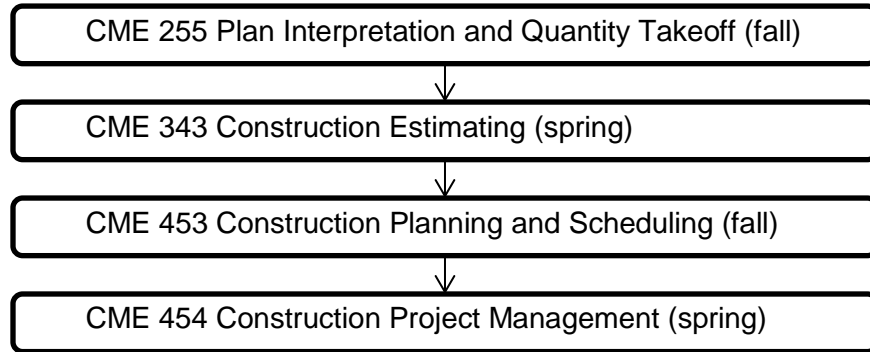 CME 255 Plan Interpretation and Quantity Takeoff (fall)
CME 343 Construction Estimating (spring)
CME 453 Construction Planning and Scheduling (fall)
CME 454 Construction Project Management (spring)